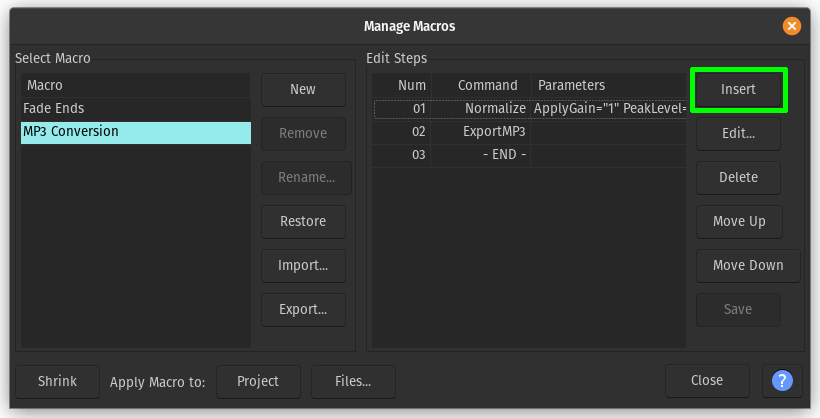 Manage Macros
Select Macro
Macro
Fade Ends
MP3 Conversion
New
Remove
Rename...
Restore
Import...
Export...
Edit Steps
Num Command Parameters
01 Normalize ApplyGain="1" PeakLevel=
02 ExportMP3
03 - END -
Insert
Edit...
Delete
Move Up
Move Down
Save
Shrink
Apply Macro to:
Project
Files...
Close
?